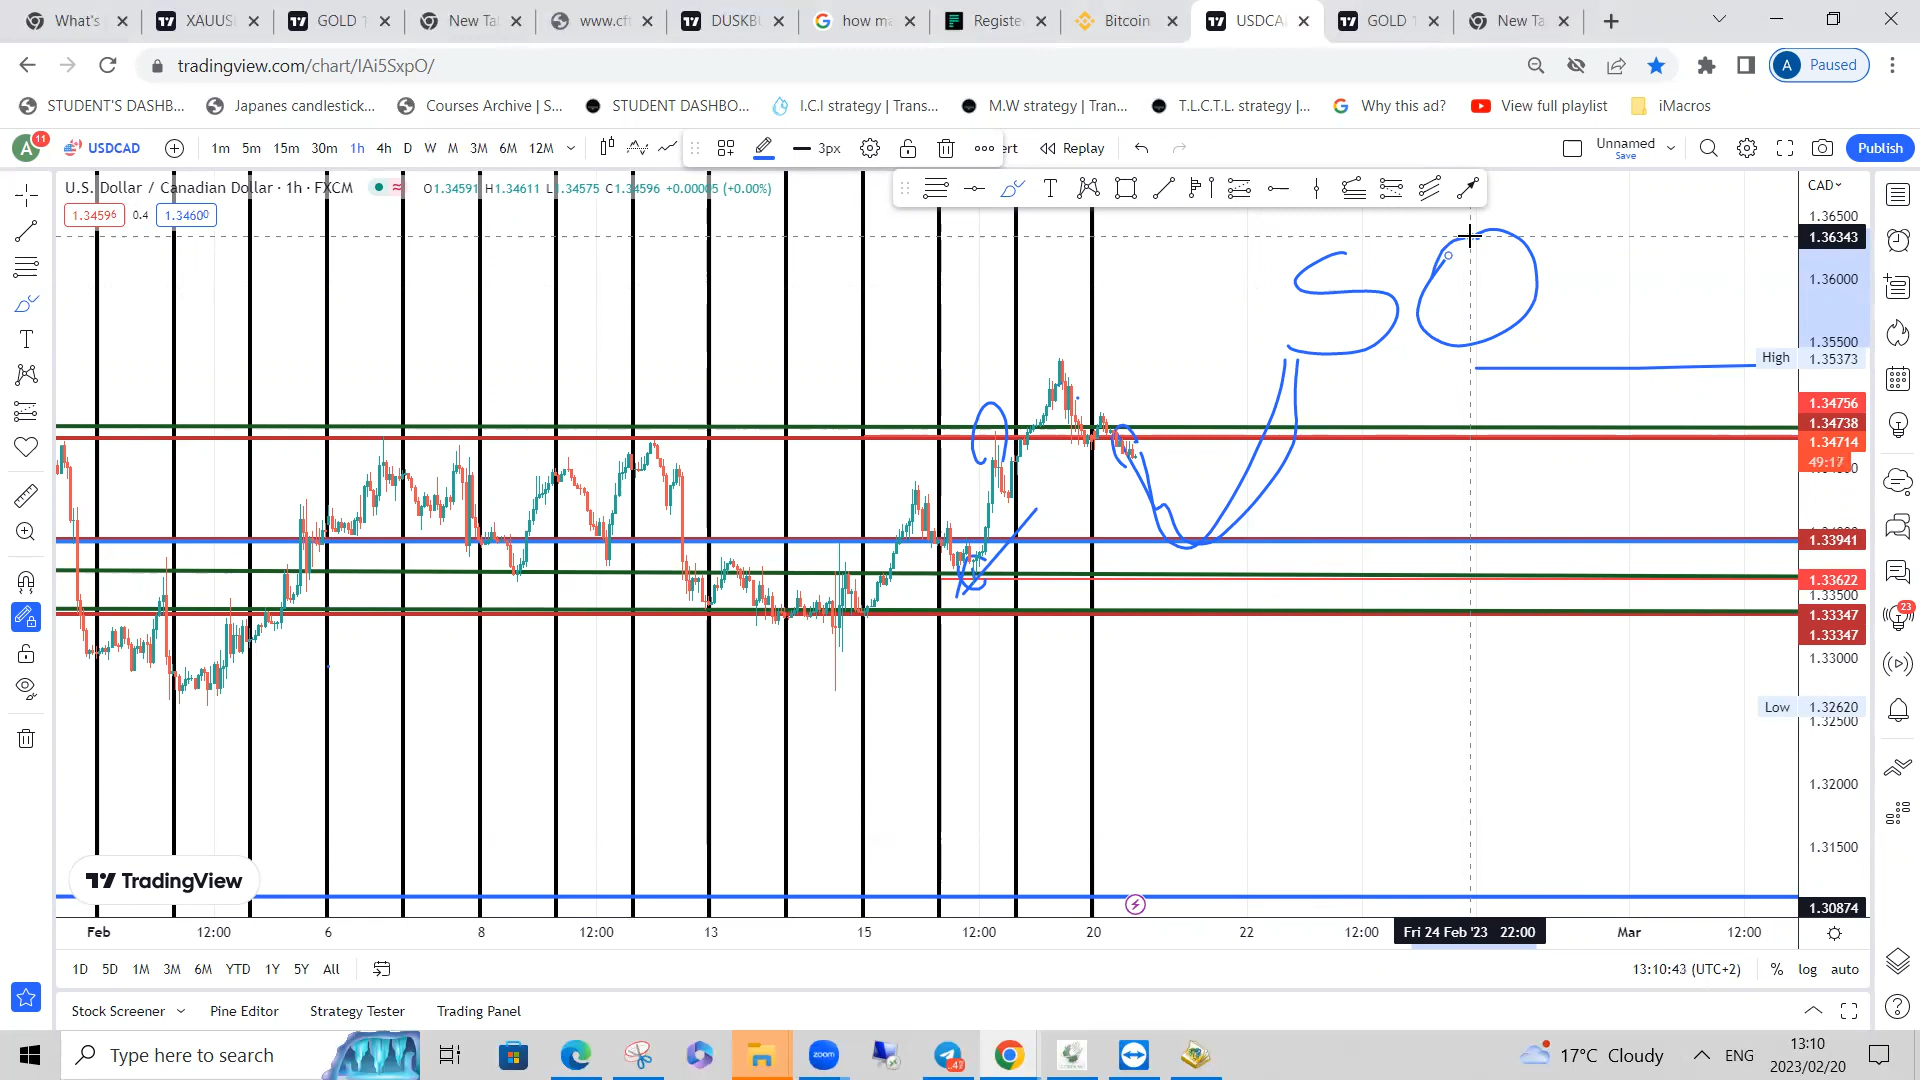 What's XAUUS GOLD 1 New Ta www.cft DUSKBU how ma Registe Bitcoin USDCA GOLD 1 New Ta
tradingview.com/chart/IAi5SxpO/ A Paused
STUDENT'S DASHB... Japanes candlestick... Courses Archive | S... STUDENT DASHBO... I.C.I strategy | Trans... M.W strategy | Tran... T.L.C.T.L. strategy |... Why this ad? View full playlist iMacros
A 11 USDCAD 1m 5m 15m 30m 1h 4h D W M 3M 6M 12M 3px ert Replay Unnamed Save Publish
U.S. Dollar / Canadian Dollar · 1h · FXCM O1.34591 H1.34611 L1.34575 C1.34596 +0.00005 (+0.00%)
1.34596 0.4 1.34600
CAD
1.36500
1.36343
1.36000
SO
1.35500
High 1.35373
1.34756
1.34738
1.34714
49:17
1.33941
1.33622
1.33500
1.33347
1.33347
1.33000
Low 1.32620
1.32500
1.32000
1.31500
1.30874
23
TradingView
Feb 12:00 6 8 12:00 13 15 12:00 20 22 12:00 Fri 24 Feb '23 22:00 Mar 12:00
1D 5D 1M 3M 6M YTD 1Y 5Y All 13:10:43 (UTC+2) % log auto
Stock Screener Pine Editor Strategy Tester Trading Panel
Type here to search zoom 42 17°C Cloudy ENG 13:10
2023/02/20